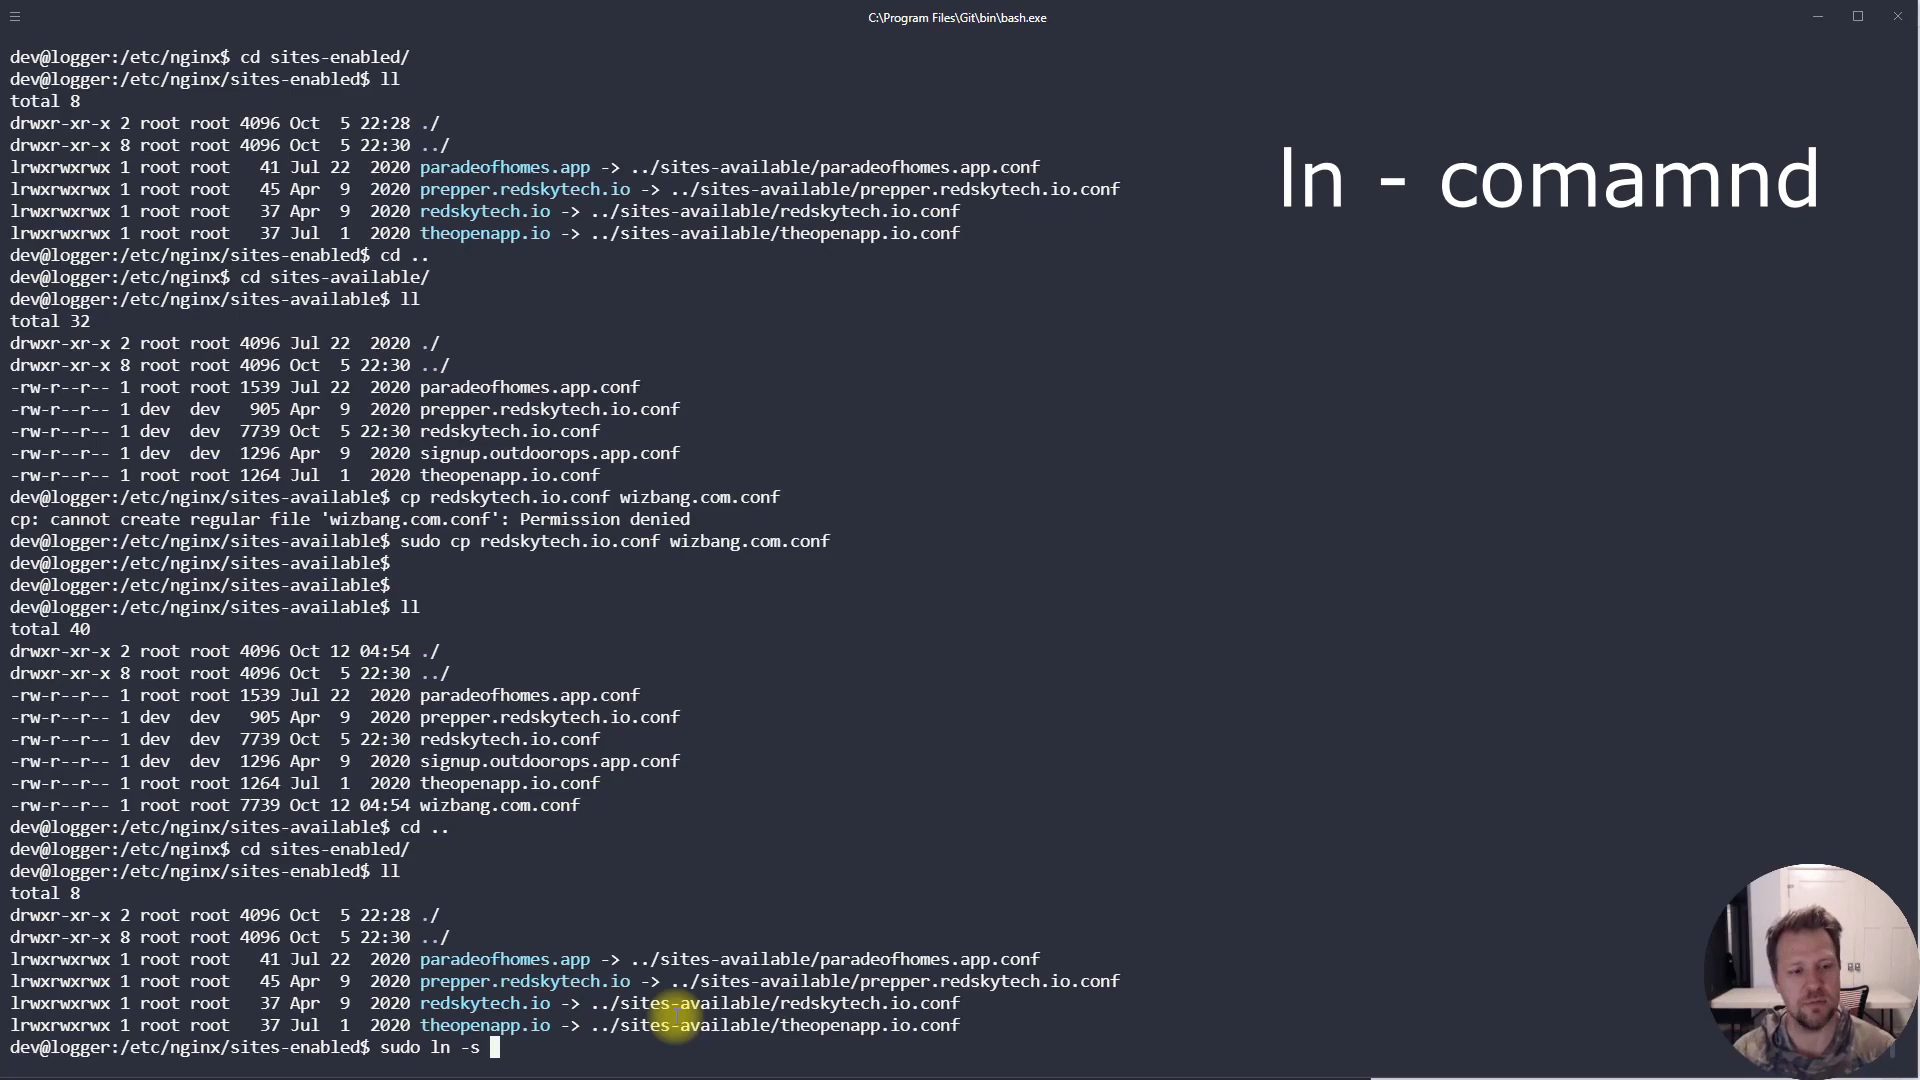 C:\Program Files\Git\bin\bash.exe
dev@logger:/etc/nginx$ cd sites-enabled/
dev@logger:/etc/nginx/sites-enabled$ ll
total 8
drwxr-xr-x 2 root root 4096 Oct  5 22:28 ./
drwxr-xr-x 8 root root 4096 Oct  5 22:30 ../
lrwxrwxrwx 1 root root   41 Jul 22  2020 paradeofhomes.app -> ../sites-available/paradeofhomes.app.conf
lrwxrwxrwx 1 root root   45 Apr  9  2020 prepper.redskytech.io -> ../sites-available/prepper.redskytech.io.conf
lrwxrwxrwx 1 root root   37 Apr  9  2020 redskytech.io -> ../sites-available/redskytech.io.conf
lrwxrwxrwx 1 root root   37 Jul  1  2020 theopenapp.io -> ../sites-available/theopenapp.io.conf
ln - comamnd
dev@logger:/etc/nginx/sites-enabled$ cd ..
dev@logger:/etc/nginx$ cd sites-available/
dev@logger:/etc/nginx/sites-available$ ll
total 32
drwxr-xr-x 2 root root 4096 Jul 22  2020 ./
drwxr-xr-x 8 root root 4096 Oct  5 22:30 ../
-rw-r--r-- 1 root root 1539 Jul 22  2020 paradeofhomes.app.conf
-rw-r--r-- 1 dev  dev   905 Apr  9  2020 prepper.redskytech.io.conf
-rw-r--r-- 1 dev  dev  7739 Oct  5 22:30 redskytech.io.conf
-rw-r--r-- 1 dev  dev  1296 Apr  9  2020 signup.outdoorops.app.conf
-rw-r--r-- 1 root root 1264 Jul  1  2020 theopenapp.io.conf
dev@logger:/etc/nginx/sites-available$ cp redskytech.io.conf wizbang.com.conf
cp: cannot create regular file 'wizbang.com.conf': Permission denied
dev@logger:/etc/nginx/sites-available$ sudo cp redskytech.io.conf wizbang.com.conf
dev@logger:/etc/nginx/sites-available$
dev@logger:/etc/nginx/sites-available$
dev@logger:/etc/nginx/sites-available$ ll
total 40
drwxr-xr-x 2 root root 4096 Oct 12 04:54 ./
drwxr-xr-x 8 root root 4096 Oct  5 22:30 ../
-rw-r--r-- 1 root root 1539 Jul 22  2020 paradeofhomes.app.conf
-rw-r--r-- 1 dev  dev   905 Apr  9  2020 prepper.redskytech.io.conf
-rw-r--r-- 1 dev  dev  7739 Oct  5 22:30 redskytech.io.conf
-rw-r--r-- 1 dev  dev  1296 Apr  9  2020 signup.outdoorops.app.conf
-rw-r--r-- 1 root root 1264 Jul  1  2020 theopenapp.io.conf
-rw-r--r-- 1 root root 7739 Oct 12 04:54 wizbang.com.conf
dev@logger:/etc/nginx/sites-available$ cd ..
dev@logger:/etc/nginx$ cd sites-enabled/
dev@logger:/etc/nginx/sites-enabled$ ll
total 8
drwxr-xr-x 2 root root 4096 Oct  5 22:28 ./
drwxr-xr-x 8 root root 4096 Oct  5 22:30 ../
lrwxrwxrwx 1 root root   41 Jul 22  2020 paradeofhomes.app -> ../sites-available/paradeofhomes.app.conf
lrwxrwxrwx 1 root root   45 Apr  9  2020 prepper.redskytech.io -> ../sites-available/prepper.redskytech.io.conf
lrwxrwxrwx 1 root root   37 Apr  9  2020 redskytech.io -> ../sites-available/redskytech.io.conf
lrwxrwxrwx 1 root root   37 Jul  1  2020 theopenapp.io -> ../sites-available/theopenapp.io.conf
dev@logger:/etc/nginx/sites-enabled$ sudo ln -s